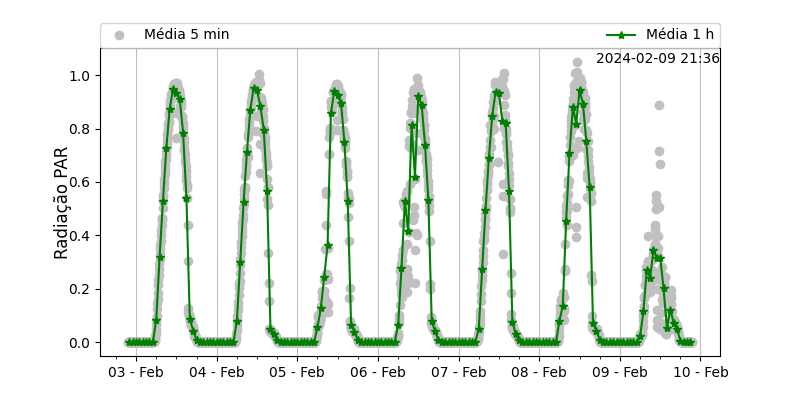 Média 5 min
Média 1 h
2024-02-09 21:36
Radiação PAR
1.0
0.8
0.6
0.4
0.2
0.0
03 - Feb
04 - Feb
05 - Feb
06 - Feb
07 - Feb
08 - Feb
09 - Feb
10 - Feb